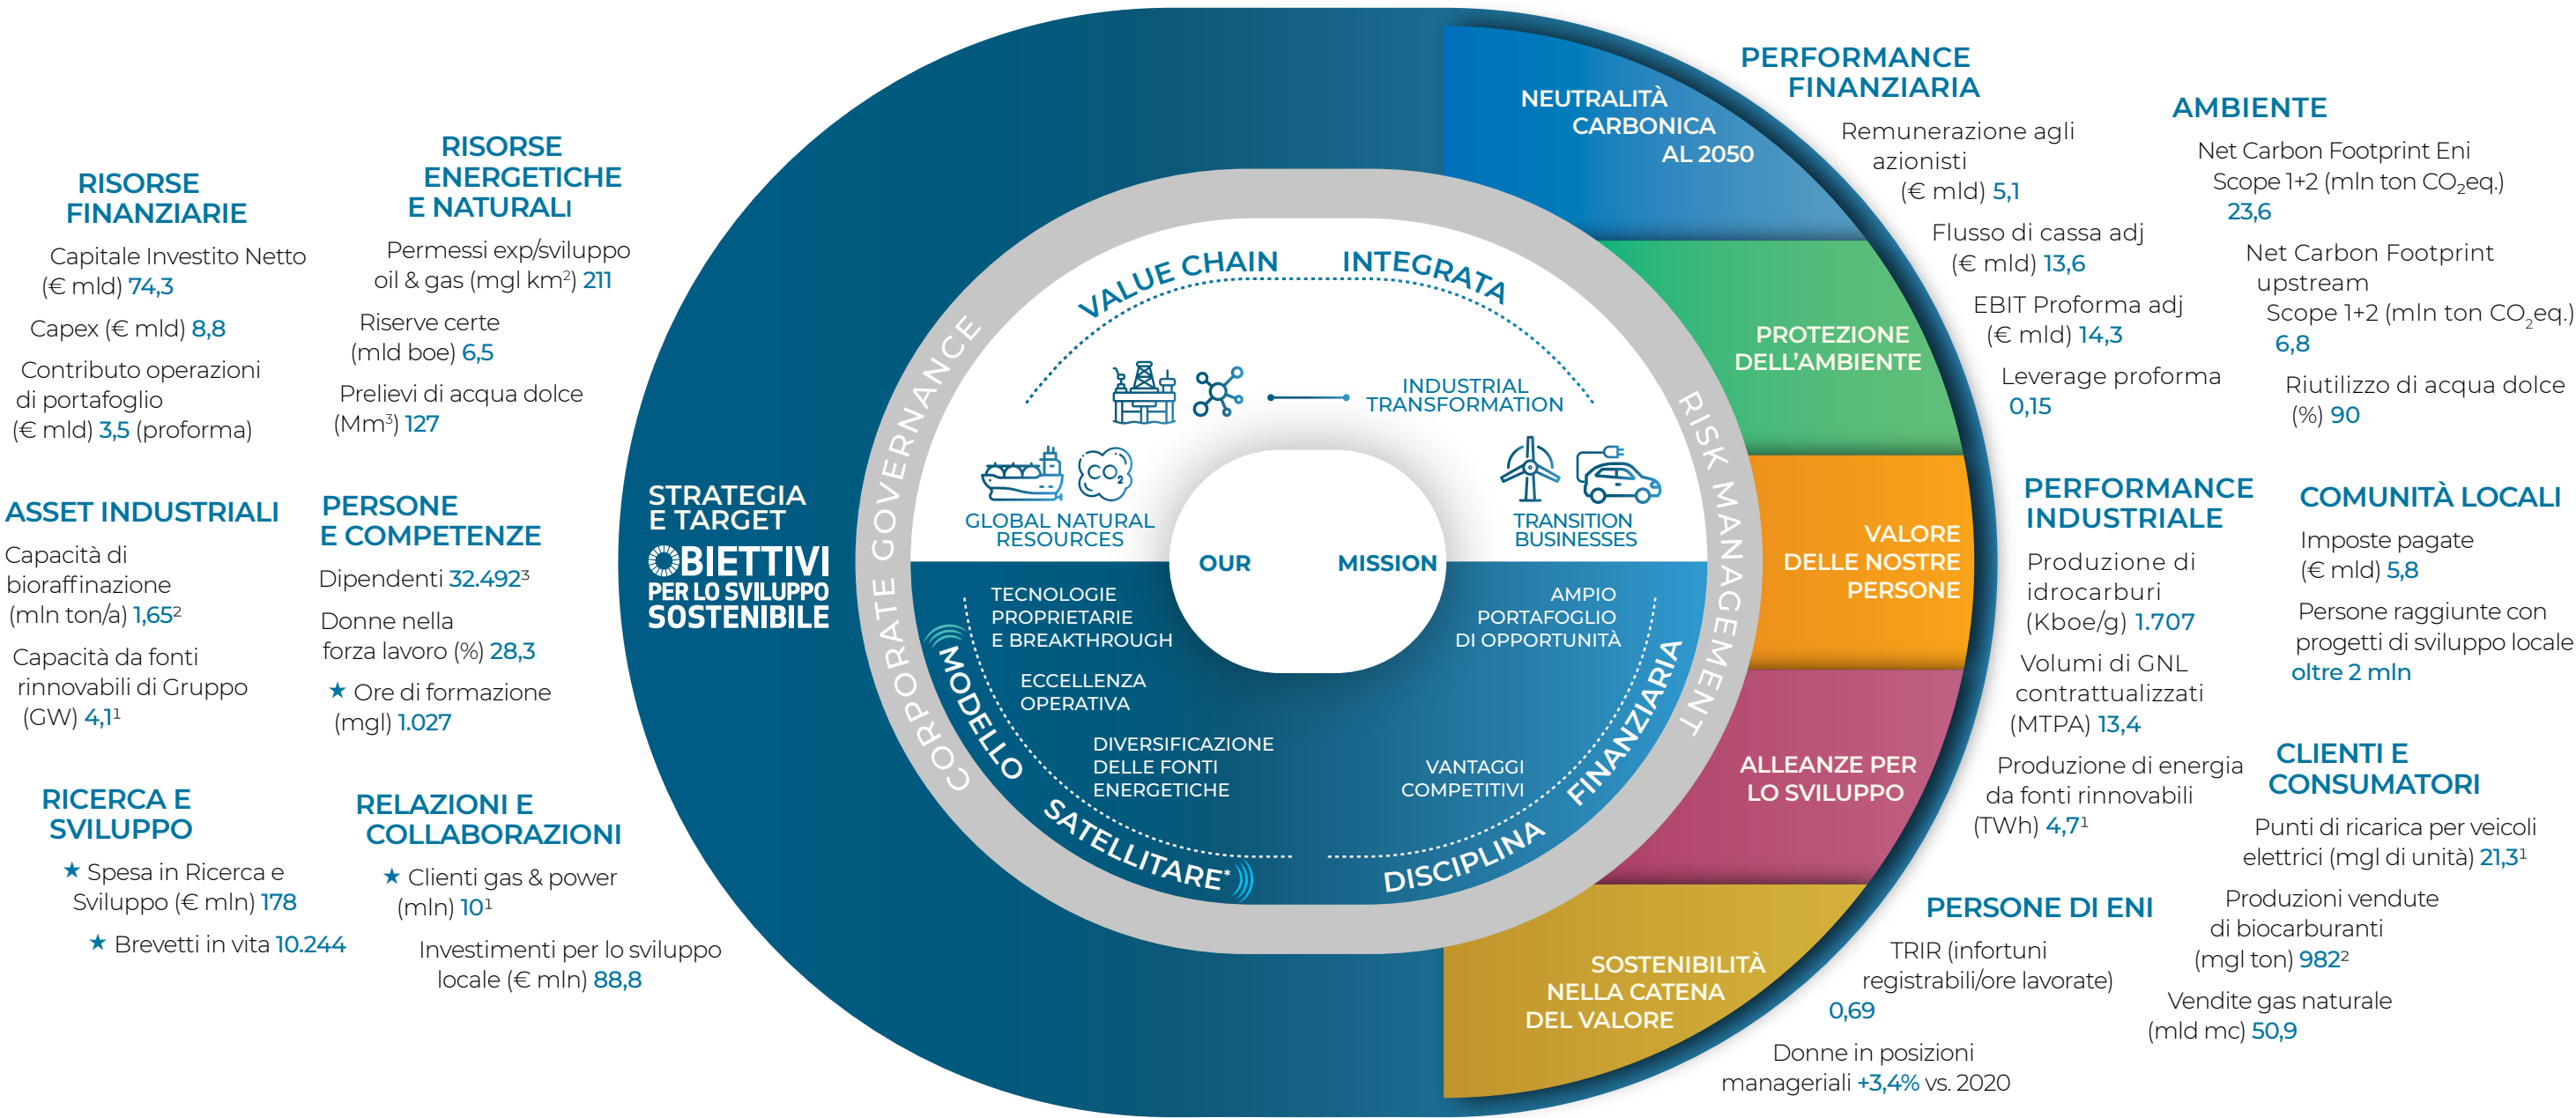 RISORSE
FINANZIARIE
Capitale Investito Netto
(€ mld) 74,3
Capex (€ mld) 8,8
Contributo operazioni
di portafoglio
(€ mld) 3,5 (proforma)
RISORSE
ENERGETICHE
E NATURALI
Permessi exp/sviluppo
oil & gas (mgl km²) 211
Riserve certe
(mld boe) 6,5
Prelievi di acqua dolce
(Mm³) 127
ASSET INDUSTRIALI
Capacità di
bioraffinazione
(mln ton/a) 1,65²
Capacità da fonti
rinnovabili di Gruppo
(GW) 4,1¹
PERSONE
E COMPETENZE
Dipendenti 32.492³
Donne nella
forza lavoro (%) 28,3
★ Ore di formazione
(mgl) 1.027
RICERCA E
SVILUPPO
★ Spesa in Ricerca e
Sviluppo (€ mln) 178
★ Brevetti in vita 10.244
RELAZIONI E
COLLABORAZIONI
★ Clienti gas & power
(mln) 10¹
Investimenti per lo sviluppo
locale (€ mln) 88,8
STRATEGIA
E TARGET
OBIETTIVI
PER LO SVILUPPO
SOSTENIBILE
CORPORATE GOVERNANCE
RISK MANAGEMENT
VALUE CHAIN INTEGRATA
INDUSTRIAL
TRANSFORMATION
CO₂
GLOBAL NATURAL
RESOURCES
TRANSITION
BUSINESSES
OUR MISSION
TECNOLOGIE
PROPRIETARIE
E BREAKTHROUGH
ECCELLENZA
OPERATIVA
DIVERSIFICAZIONE
DELLE FONTI
ENERGETICHE
MODELLO SATELLITARE*
AMPIO
PORTAFOGLIO
DI OPPORTUNITÀ
VANTAGGI
COMPETITIVI
DISCIPLINA FINANZIARIA
NEUTRALITÀ
CARBONICA
AL 2050
PROTEZIONE
DELL'AMBIENTE
VALORE
DELLE NOSTRE
PERSONE
ALLEANZE PER
LO SVILUPPO
SOSTENIBILITÀ
NELLA CATENA
DEL VALORE
PERFORMANCE
FINANZIARIA
Remunerazione agli
azionisti
(€ mld) 5,1
Flusso di cassa adj
(€ mld) 13,6
EBIT Proforma adj
(€ mld) 14,3
Leverage proforma
0,15
AMBIENTE
Net Carbon Footprint Eni
Scope 1+2 (mln ton CO₂eq.)
23,6
Net Carbon Footprint
upstream
Scope 1+2 (mln ton CO₂eq.)
6,8
Riutilizzo di acqua dolce
(%) 90
PERFORMANCE
INDUSTRIALE
Produzione di
idrocarburi
(Kboe/g) 1.707
Volumi di GNL
contrattualizzati
(MTPA) 13,4
Produzione di energia
da fonti rinnovabili
(TWh) 4,7¹
COMUNITÀ LOCALI
Imposte pagate
(€ mld) 5,8
Persone raggiunte con
progetti di sviluppo locale
oltre 2 mln
CLIENTI E
CONSUMATORI
Punti di ricarica per veicoli
elettrici (mgl di unità) 21,3¹
Produzioni vendute
di biocarburanti
(mgl ton) 982²
Vendite gas naturale
(mld mc) 50,9
PERSONE DI ENI
TRIR (infortuni
registrabili/ore lavorate)
0,69
Donne in posizioni
manageriali +3,4% vs. 2020